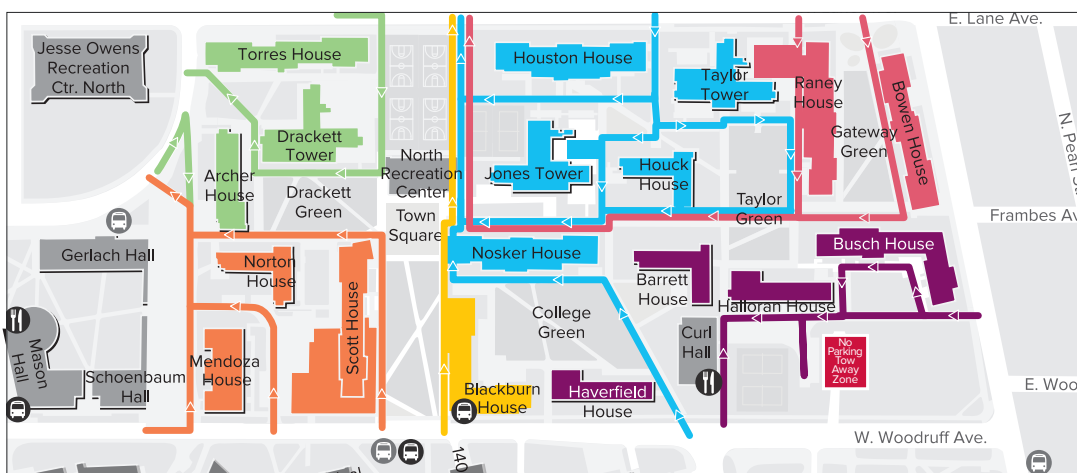 E. Lane Ave.
Jesse Owens
Recreation
Ctr. North
Torres House
Houston House
Taylor
Tower
Raney
House
Bowen House
Gateway
Green
Drackett
Tower
North
Recreation
Center
Jones Tower
Houck
House
Archer
House
Drackett
Green
Taylor
Green
Town
Square
Frambes Av
Gerlach Hall
Norton
House
Nosker House
Barrett
House
Busch House
Halloran House
Scott House
College
Green
Curl
Hall
No
Parking
Tow
Away
Zone
Mason
Hall
Schoenbaum
Hall
Mendoza
House
Blackburn
House
Haverfield
House
E. Woo
W. Woodruff Ave.
N. Pearl St.
140